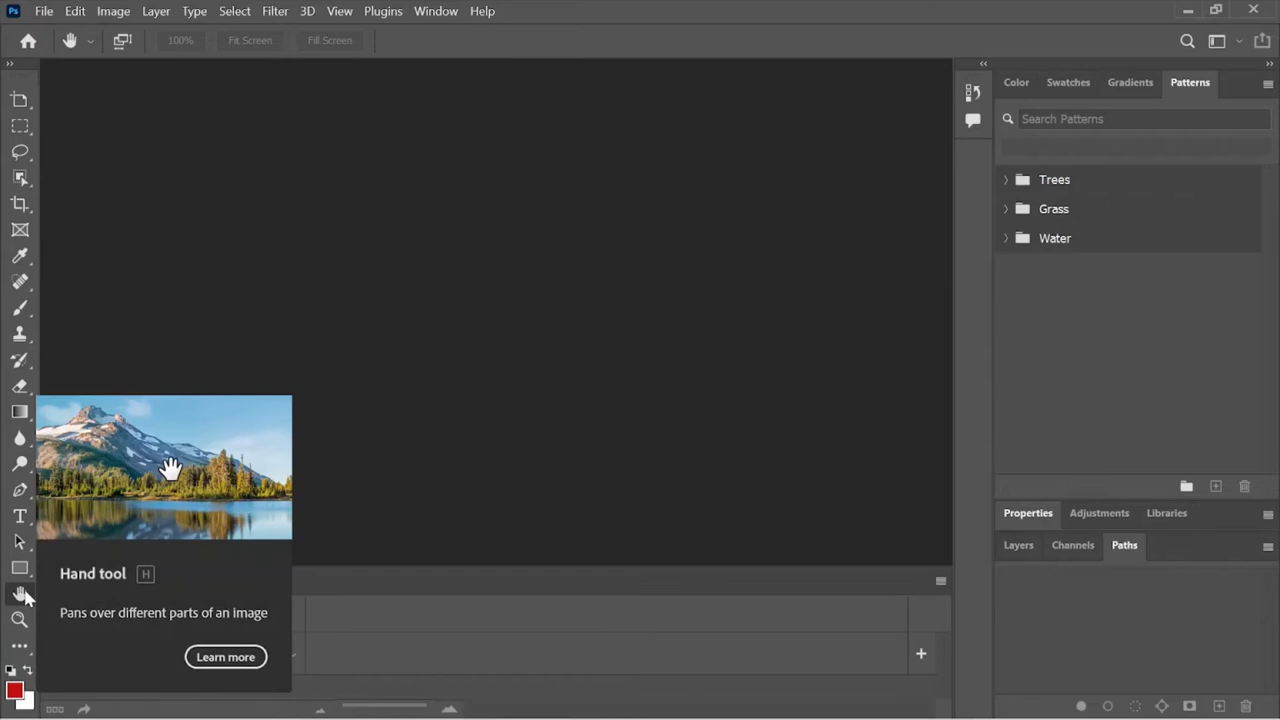 Ps File Edit Image Layer Type Select Filter 3D View Plugins Window Help
100% Fit Screen Fill Screen
Color Swatches Gradients Patterns
Search Patterns
Trees
Grass
Water
Properties Adjustments Libraries
Layers Channels Paths
T
Hand tool H
Pans over different parts of an image
Learn more